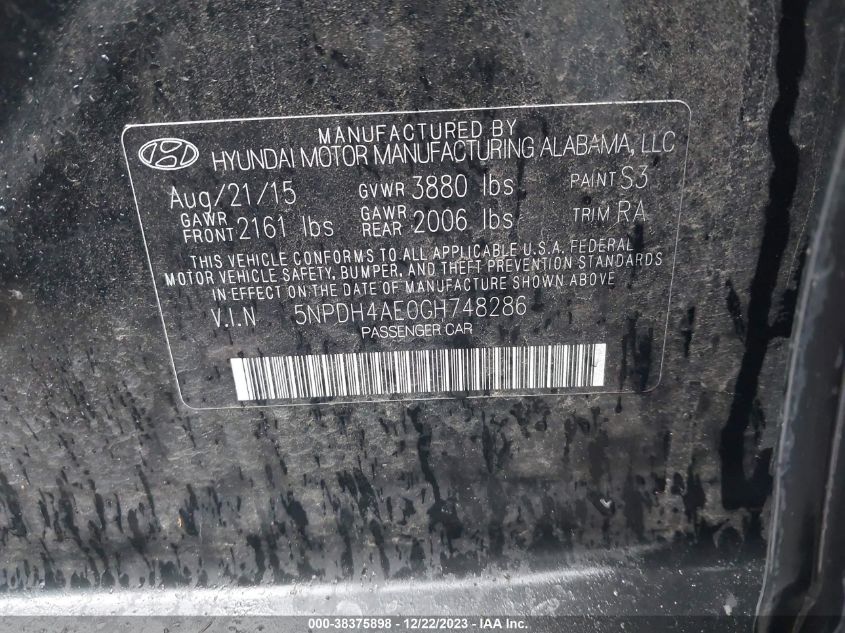 MANUFACTURED BY
HYUNDAI MOTOR MANUFACTURING ALABAMA, LLC
Aug/21/15 GVWR 3880 lbs PAINT S3
GAWR FRONT 2161 lbs GAWR REAR 2006 lbs TRIM RA
THIS VEHICLE CONFORMS TO ALL APPLICABLE U.S.A. FEDERAL
MOTOR VEHICLE SAFETY, BUMPER, AND THEFT PREVENTION STANDARDS
IN EFFECT ON THE DATE OF MANUFACTURE SHOWN ABOVE
V.I.N 5NPDH4AE0GH748286
PASSENGER CAR
000-38375898 - 12/22/2023 - IAA Inc.